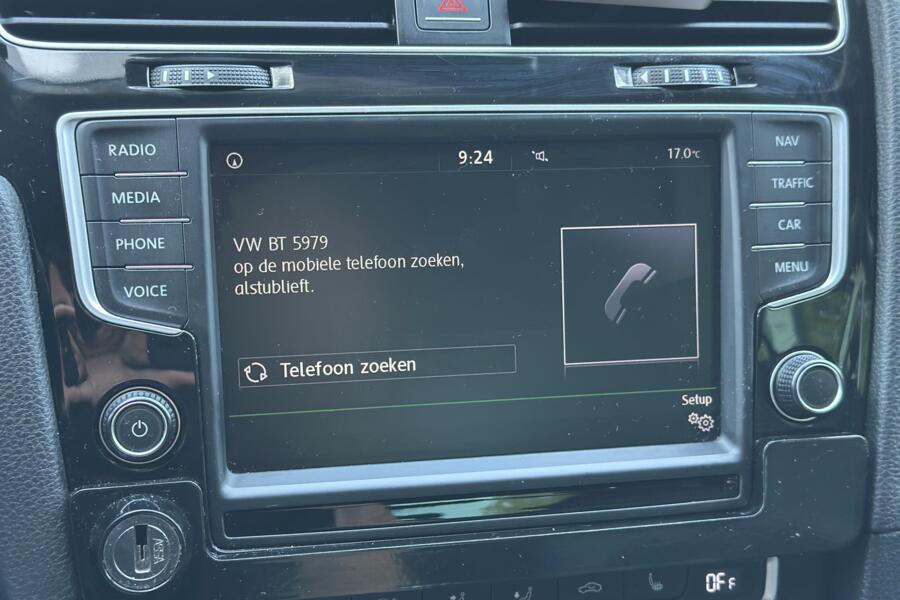 RADIO
MEDIA
PHONE
VOICE
9:24
17.0°C
VW BT 5979
op de mobiele telefoon zoeken,
alstublieft.
Telefoon zoeken
Setup
NAV
TRAFFIC
CAR
MENU
OFF